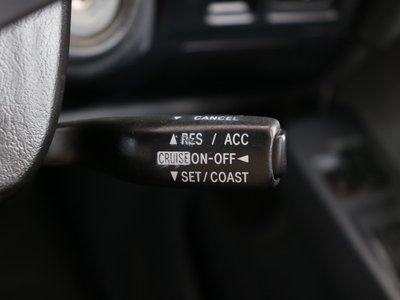 ▼ CANCEL
▲ RES / ACC
CRUISE ON-OFF ◄
▼ SET/COAST